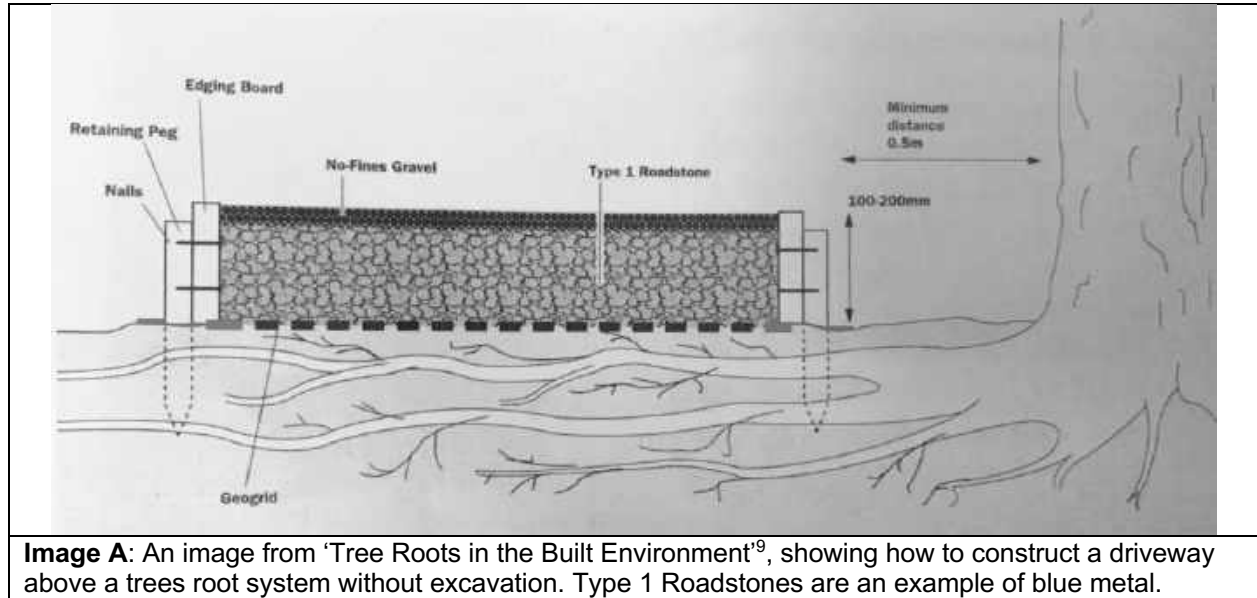 Edging Board
Minimum
distance
0.5m
Retaining Peg
No-Fines Gravel
Type 1 Roadstone
Nails
100-200mm
Geogrid
Image A: An image from ‘Tree Roots in the Built Environment’9, showing how to construct a driveway
above a trees root system without excavation. Type 1 Roadstones are an example of blue metal.